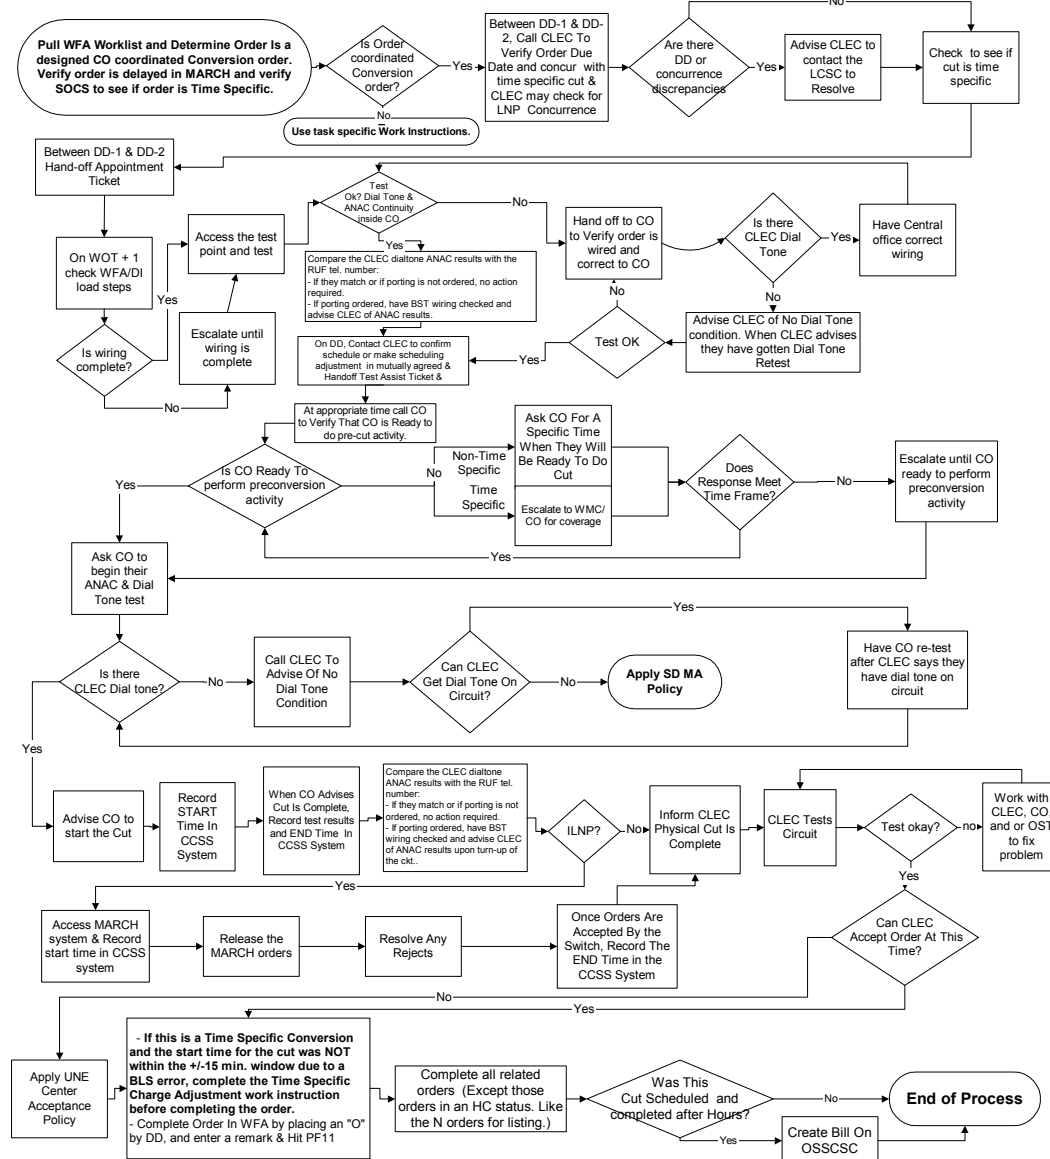 No
Pull WFA Worklist and Determine Order Is a
designed CO coordinated Conversion order.
Verify order is delayed in MARCH and verify
SOCS to see if order is Time Specific.
Is Order
coordinated
Conversion
order?
Yes
No
Use task specific Work Instructions.
Between DD-1 & DD-
2, Call CLEC To
Verify Order Due
Date and concur with
time specific cut &
CLEC may check for
LNP Concurrence
Are there
DD or
concurrence
discrepancies
Yes
Advise CLEC to
contact the
LCSC to
Resolve
Check to see if
cut is time
specific
Between DD-1 & DD-2
Hand-off Appointment
Ticket
On WOT + 1
check WFA/DI
load steps
Is wiring
complete?
Yes
No
Escalate until
wiring is
complete
Access the test
point and test
Test
Ok? Dial Tone &
ANAC Continuity
inside CO
No
Yes
Compare the CLEC dialtone ANAC results with the
RUF tel. number:
- If they match or if porting is not ordered, no action
required.
- If porting ordered, have BST wiring checked and
advise CLEC of ANAC results.
Hand off to CO
to Verify order is
wired and
correct to CO
Is there
CLEC Dial
Tone
Yes
Have Central
office correct
wiring
No
Advise CLEC of No Dial Tone
condition. When CLEC advises
they have gotten Dial Tone
Retest
Test OK
No
Yes
On DD, Contact CLEC to confirm
schedule or make scheduling
adjustment in mutually agreed &
Handoff Test Assist Ticket &
At appropriate time call CO
to Verify That CO is Ready to
do pre-cut activity.
Is CO Ready To
perform preconversion
activity
Yes
No
Non-Time
Specific
Time
Specific
Ask CO For A
Specific Time
When They Will
Be Ready To Do
Cut
Escalate to WMC/
CO for coverage
Does
Response Meet
Time Frame?
No
Yes
Escalate until CO
ready to perform
preconversion
activity
Ask CO to
begin their
ANAC & Dial
Tone test
Is there
CLEC Dial tone?
No
Yes
Call CLEC To
Advise Of No
Dial Tone
Condition
Can CLEC
Get Dial Tone On
Circuit?
Yes
No
Apply SD MA
Policy
Have CO re-test
after CLEC says they
have dial tone on
circuit
Advise CO to
start the Cut
Record
START
Time In
CCSS
System
When CO Advises
Cut Is Complete,
Record test results
and END Time In
CCSS System
Compare the CLEC dialtone
ANAC results with the RUF tel.
number:
- If they match or if porting is not
ordered, no action required.
- If porting ordered, have BST
wiring checked and advise CLEC
of ANAC results upon turn-up of
the ckt..
ILNP?
No
Yes
Inform CLEC
Physical Cut Is
Complete
CLEC Tests
Circuit
Test okay?
no
Yes
Work with
CLEC, CO,
and or OST
to fix
problem
Access MARCH
system & Record
start time in CCSS
system
Release the
MARCH orders
Resolve Any
Rejects
Once Orders Are
Accepted By the
Switch, Record The
END Time in the
CCSS System
Can CLEC
Accept Order At This
Time?
No
Yes
Apply UNE
Center
Acceptance
Policy
- If this is a Time Specific Conversion
and the start time for the cut was NOT
within the +/-15 min. window due to a
BLS error, complete the Time Specific
Charge Adjustment work instruction
before completing the order.
- Complete Order In WFA by placing an "O"
by DD, and enter a remark & Hit PF11
Complete all related
orders (Except those
orders in an HC status. Like
the N orders for listing.)
Was This
Cut Scheduled and
completed after Hours?
No
Yes
Create Bill On
OSSCSC
End of Process